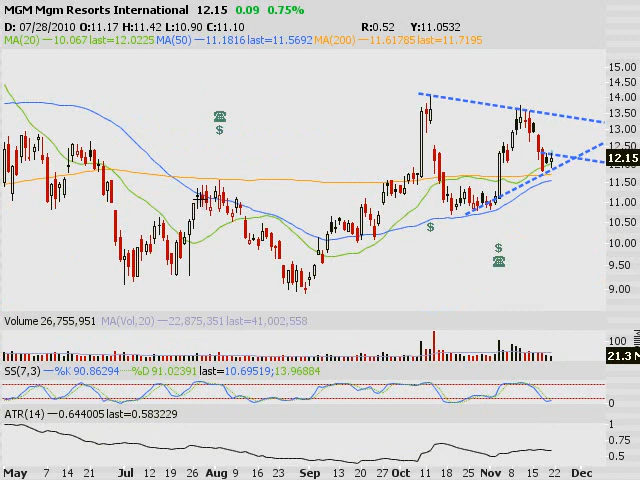 MGM Mgm Resorts International 12.15 0.09 0.75%
D: 07/28/2010 O:11.17 H:11.42 L:10.90 C:11.10 R:0.52 Y:11.0532
MA(20) —10.067 last=12.0225 MA(50) —11.1816 last=11.5692 MA(200) —11.61785 last=11.7195
15.00
14.50
14.00
13.50
13.00
12.50
12.15
11.50
11.00
10.50
10.00
9.50
9.00
$
$
$
Volume 26,755,951 MA(Vol,20) —22,875,351 last=41,002,558
100
21.3 M
SS(7,3) —%K 90.86294 %D 91.02391 last=10.69519;13.96884
0
ATR(14) —0.644005 last=0.583229
1
0.75
0.5
May 7 14 21 Jul 12 19 26 Aug 9 16 23 Sep 13 20 27 Oct 11 18 25 Nov 8 15 22 Dec